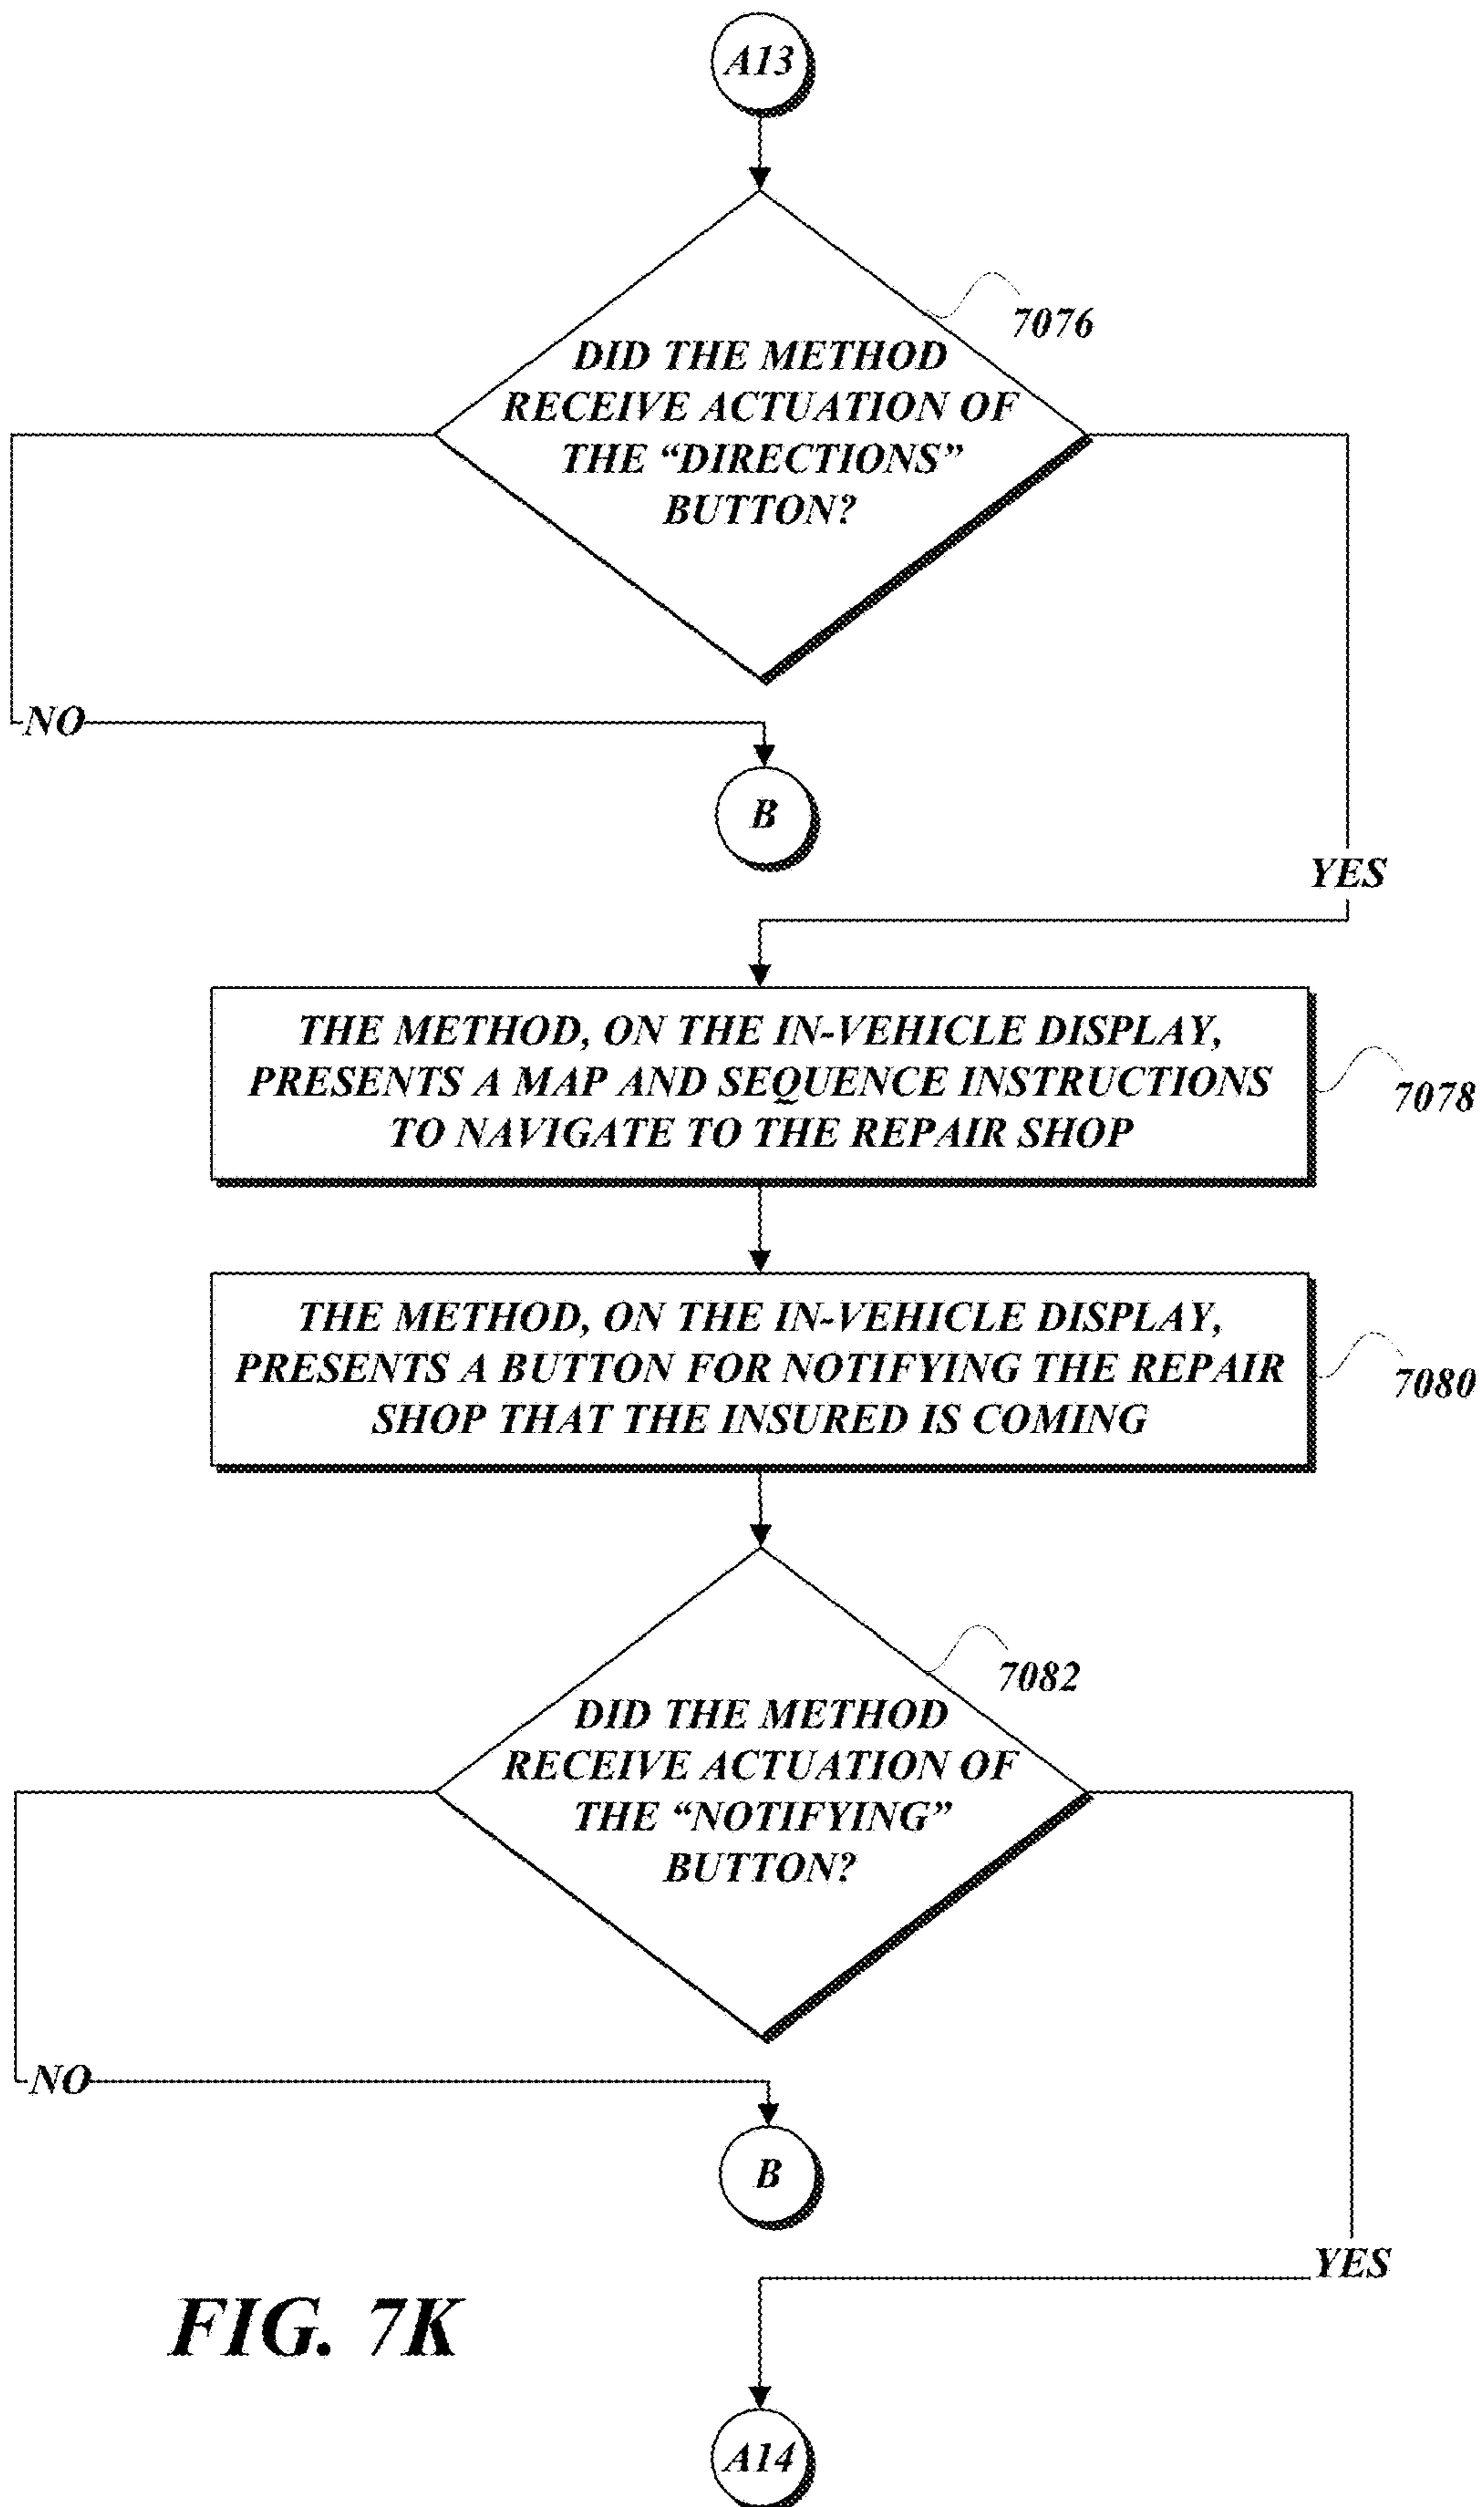 A13
7076
DID THE METHOD
RECEIVE ACTUATION OF
THE “DIRECTIONS”
BUTTON?
NO
B
YES
THE METHOD, ON THE IN-VEHICLE DISPLAY,
PRESENTS A MAP AND SEQUENCE INSTRUCTIONS
TO NAVIGATE TO THE REPAIR SHOP
7078
THE METHOD, ON THE IN-VEHICLE DISPLAY,
PRESENTS A BUTTON FOR NOTIFYING THE REPAIR
SHOP THAT THE INSURED IS COMING
7080
7082
DID THE METHOD
RECEIVE ACTUATION OF
THE “NOTIFYING”
BUTTON?
NO
B
YES
FIG. 7K
A14